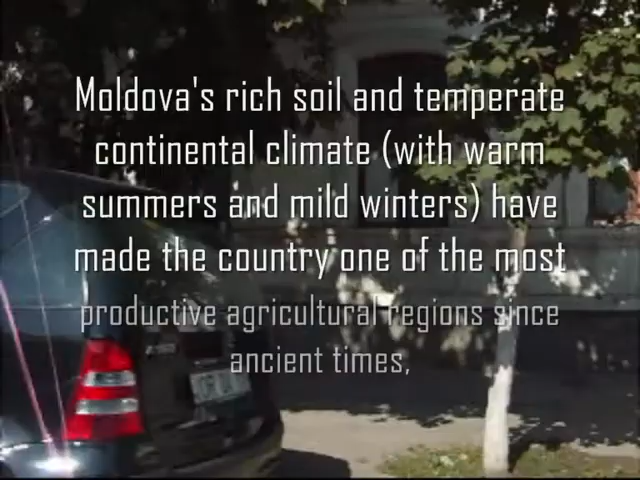 Moldova's rich soil and temperate
continental climate (with warm
summers and mild winters) have
made the country one of the most
productive agricultural regions since
ancient times,